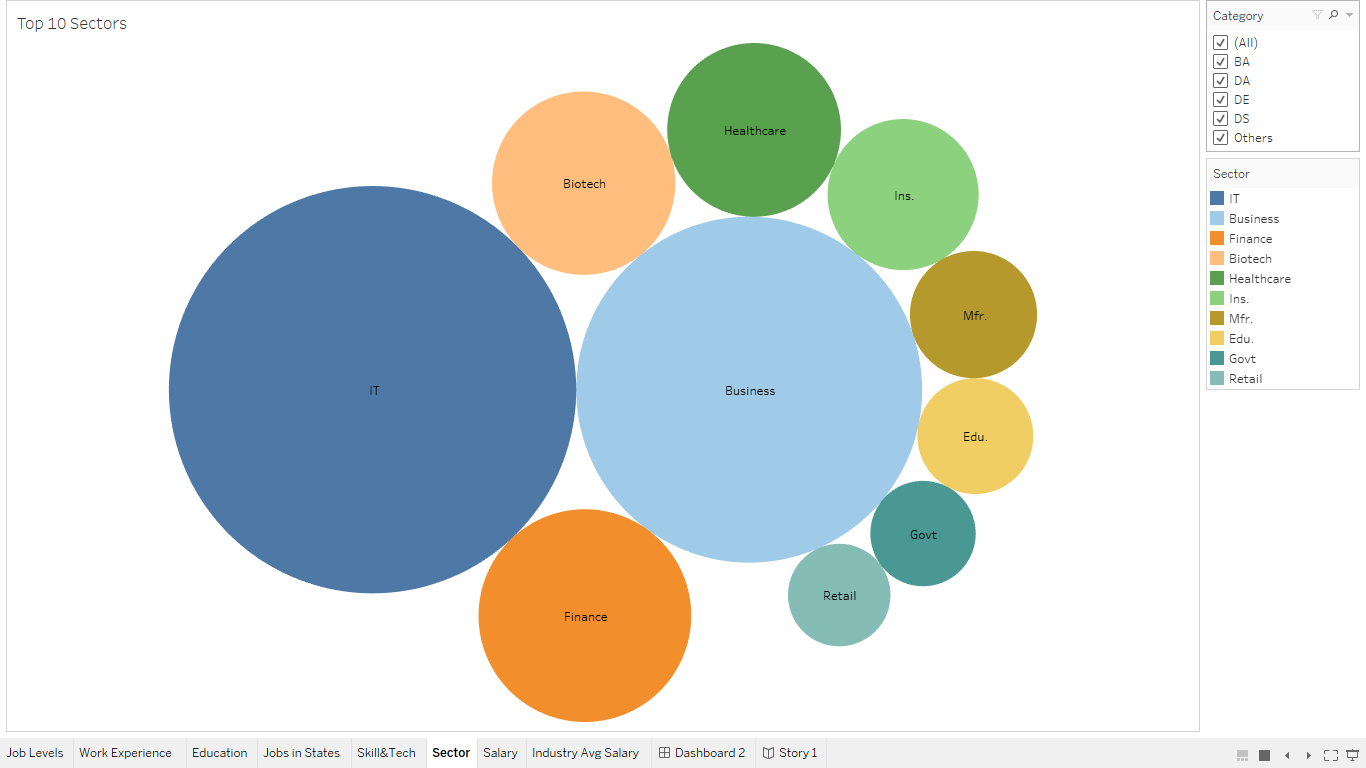 Top 10 Sectors
Healthcare
Biotech
Ins.
Mfr.
IT
Business
Edu.
Govt
Retail
Finance
Category
(All)
BA
DA
DE
DS
Others
Sector
IT
Business
Finance
Biotech
Healthcare
Ins.
Mfr.
Edu.
Govt
Retail
Job Levels Work Experience Education Jobs in States Skill&Tech Sector Salary Industry Avg Salary Dashboard 2 Story 1